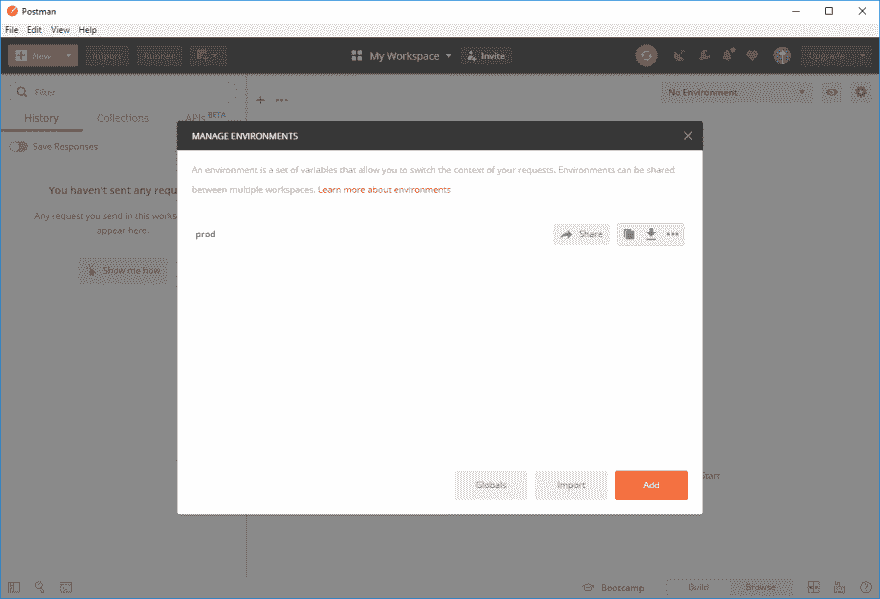 Postman
File Edit View Help
New Import Runner
My Workspace Invite
Upgrade
Filter
No Environment
History Collections APIs BETA
Save Responses
You haven't sent any requ
Any request you send in this works
appear here.
Show me how
MANAGE ENVIRONMENTS
An environment is a set of variables that allow you to switch the context of your requests. Environments can be shared
between multiple workspaces. Learn more about environments
prod Share
Globals Import Add
Start
Bootcamp Build Browse